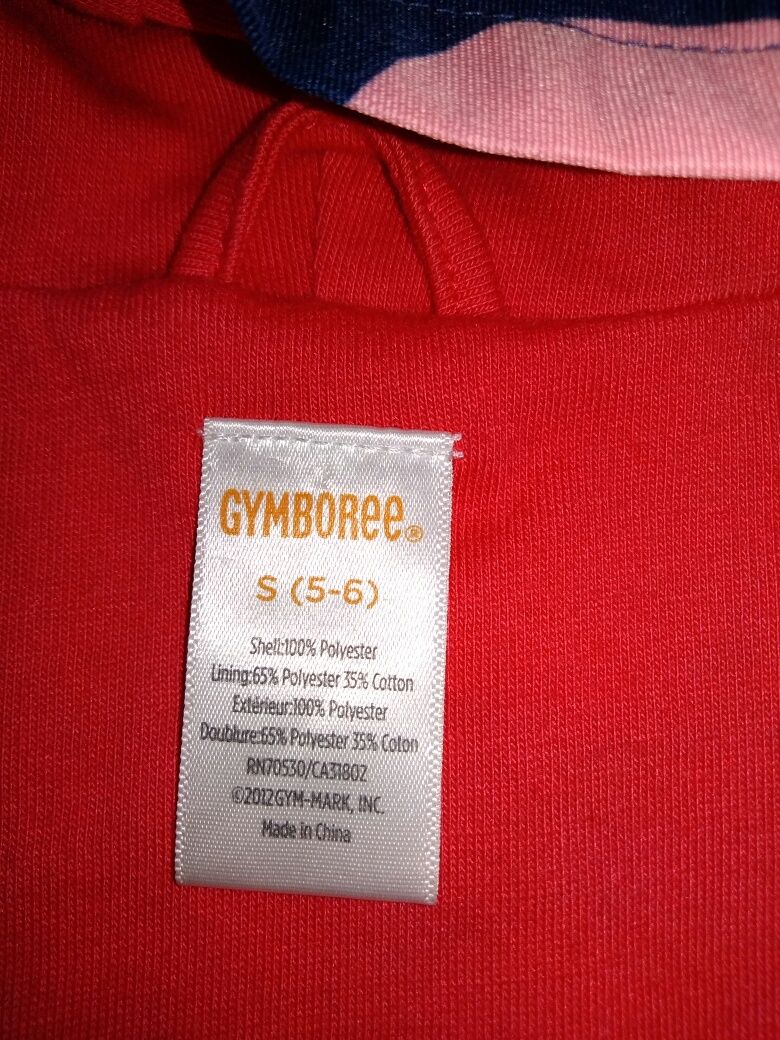 GYMBOREE®
S (5-6)
Shell:100% Polyester
Lining:65% Polyester 35% Cotton
Extérieur:100% Polyester
Doublure:65% Polyester 35% Coton
RN70530/CA31802
©2012GYM-MARK, INC.
Made in China